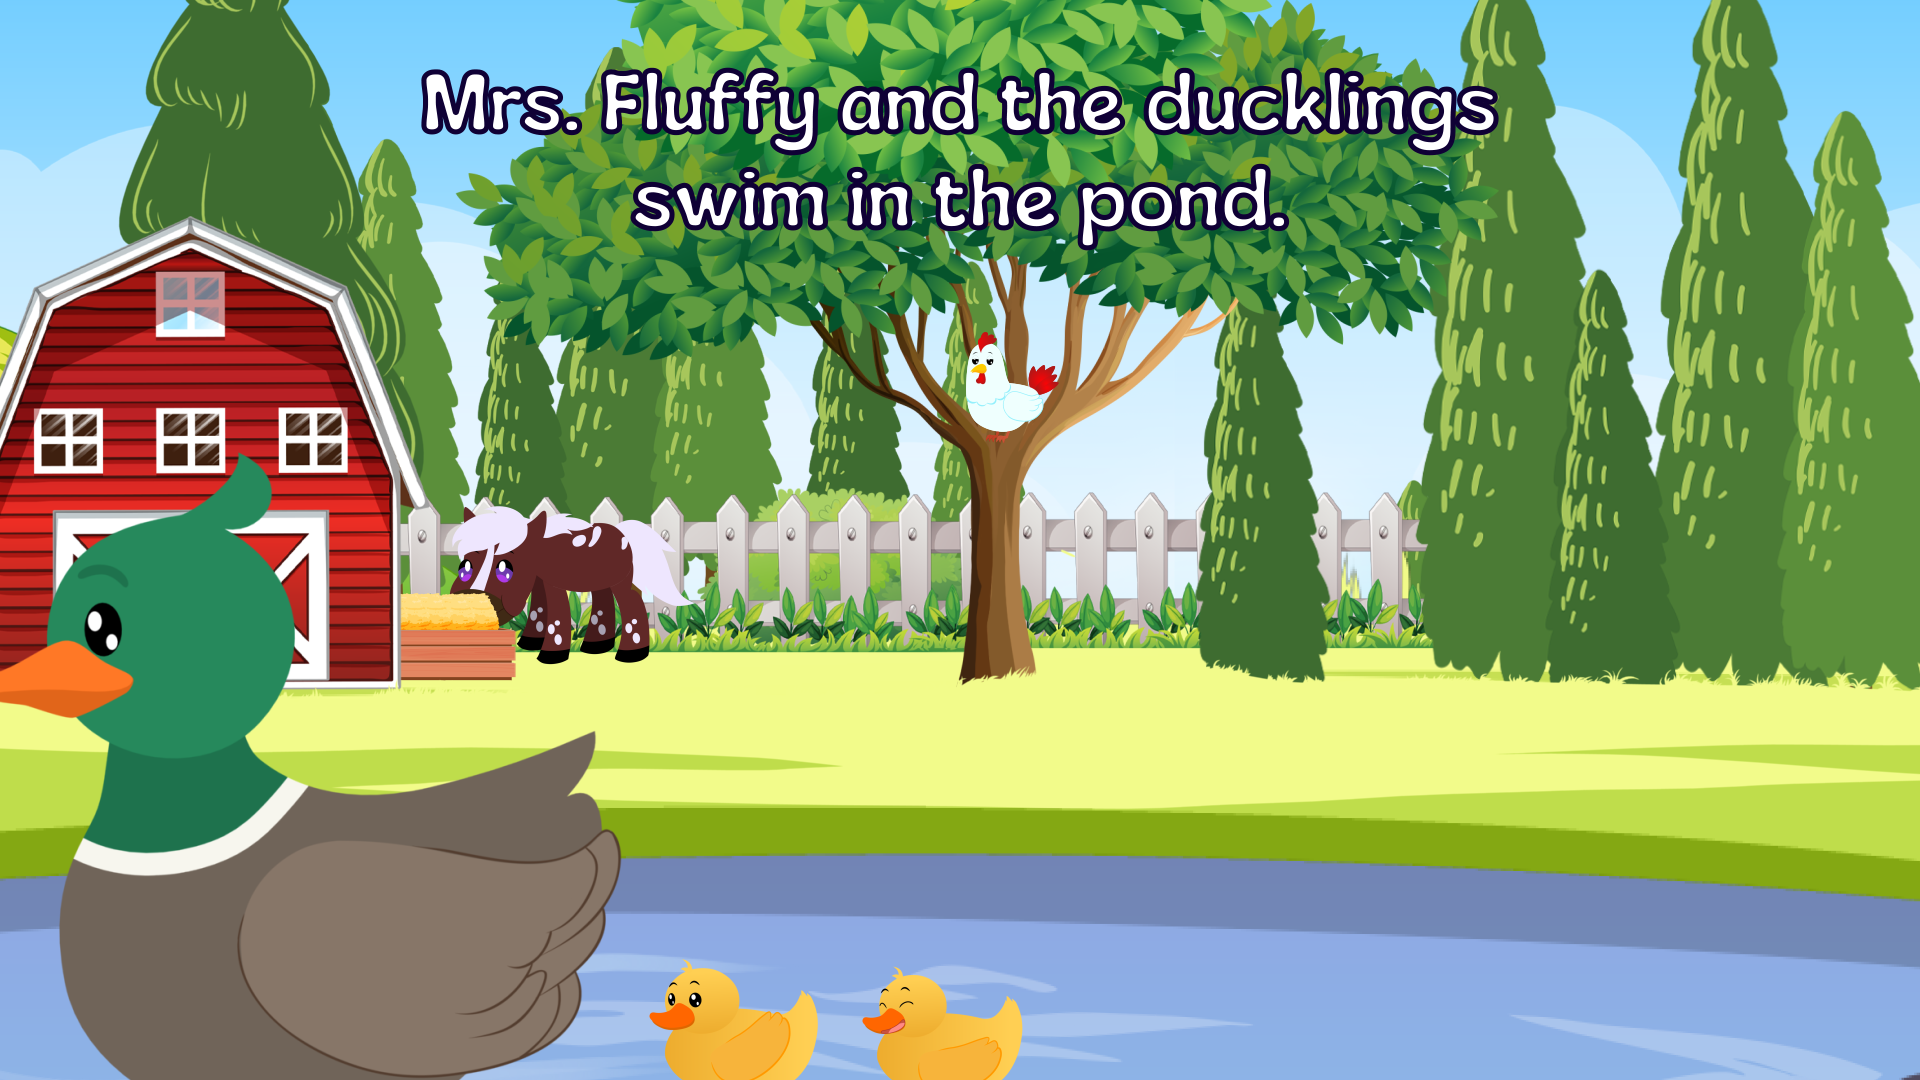 Mrs. Fluffy and the ducklings
swim in the pond.